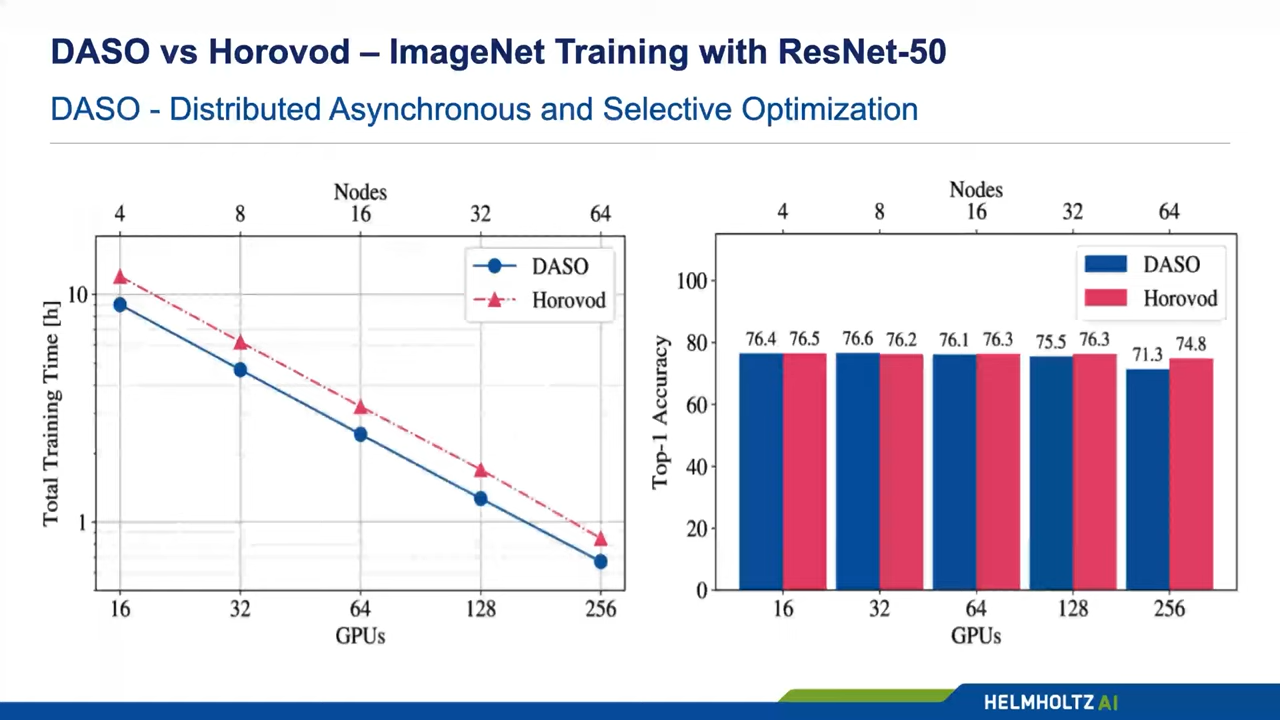 DASO vs Horovod – ImageNet Training with ResNet-50
DASO - Distributed Asynchronous and Selective Optimization
Nodes
4 8 16 32 64
DASO
Horovod
Total Training Time [h]
10
1
16 32 64 128 256
GPUs
Nodes
4 8 16 32 64
DASO
Horovod
Top-1 Accuracy
100
80
60
40
20
0
76.4 76.5 76.6 76.2 76.1 76.3 75.5 76.3 71.3 74.8
16 32 64 128 256
GPUs
HELMHOLTZ AI